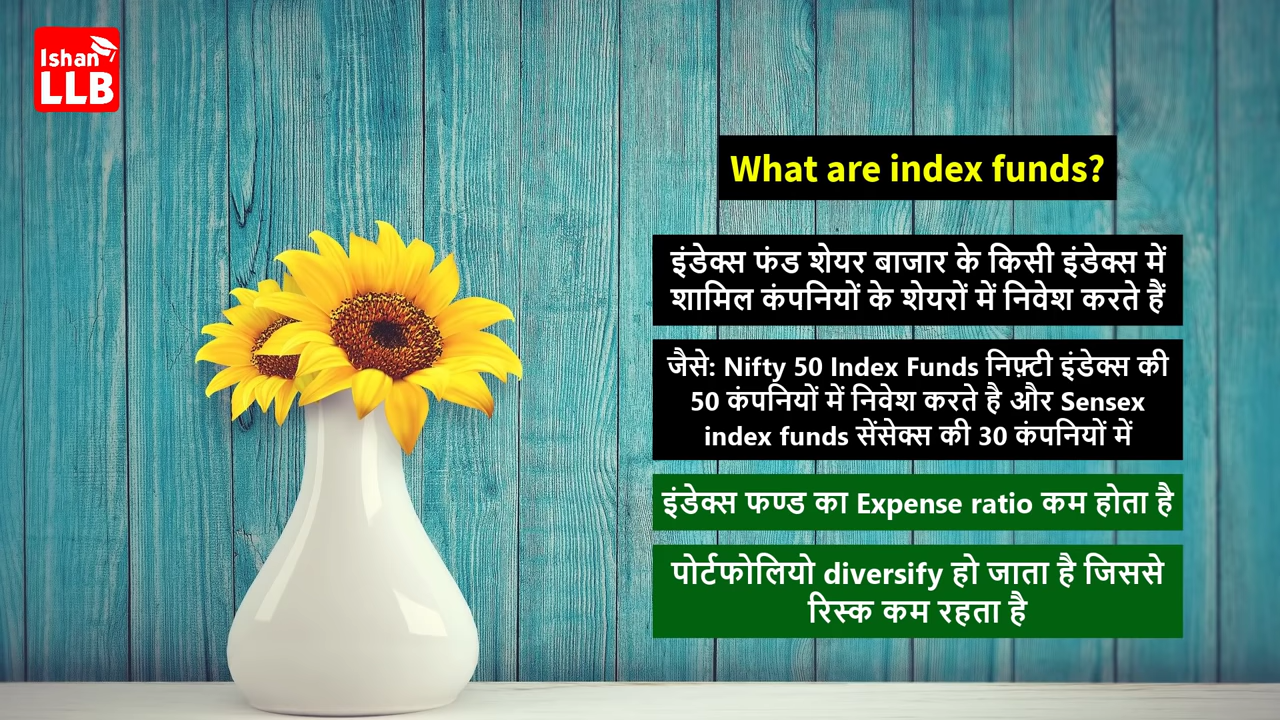 Ishan
LLB
What are index funds?
इंडेक्स फंड शेयर बाजार के किसी इंडेक्स में
शामिल कंपनियों के शेयरों में निवेश करते हैं
जैसे: Nifty 50 Index Funds निफ़्टी इंडेक्स की
50 कंपनियों में निवेश करते है और Sensex
index funds सेंसेक्स की 30 कंपनियों में
इंडेक्स फण्ड का Expense ratio कम होता है
पोर्टफोलियो diversify हो जाता है जिससे
रिस्क कम रहता है